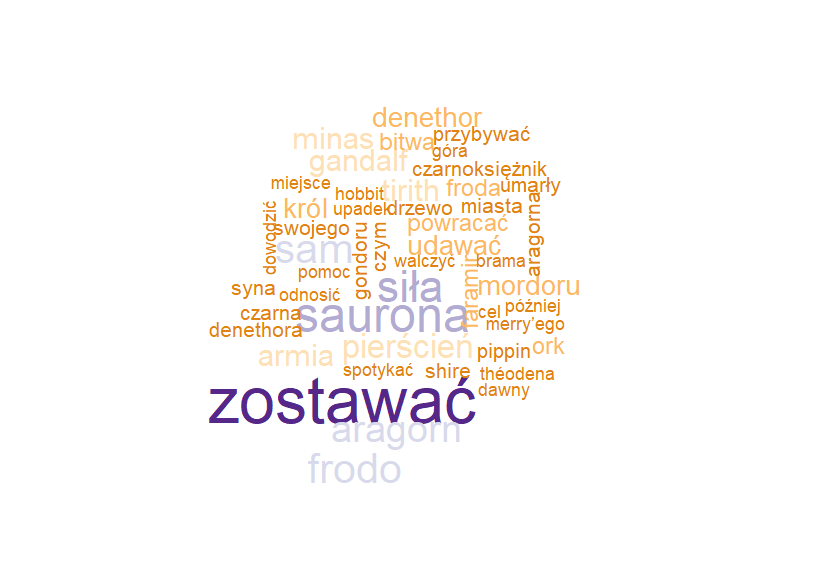 denethor
minas
bitwa
przybywać
góra
gandalf
czarnoksiężnik
miejsce
hobbit
tirith
froda
umarły
król
upadek
drzewo
miasta
aragorna
dowodzić
swojego
gondoru
czym
powracać
sam
udawać
walczyć
brama
faramir
pomoc
syna
odnosić
siła
mordoru
czarna
saurona
cel
później
merry'ego
denethora
armia
pierścień
pippin
ork
spotykać
shire
théodena
dawny
zostawać
aragorn
frodo